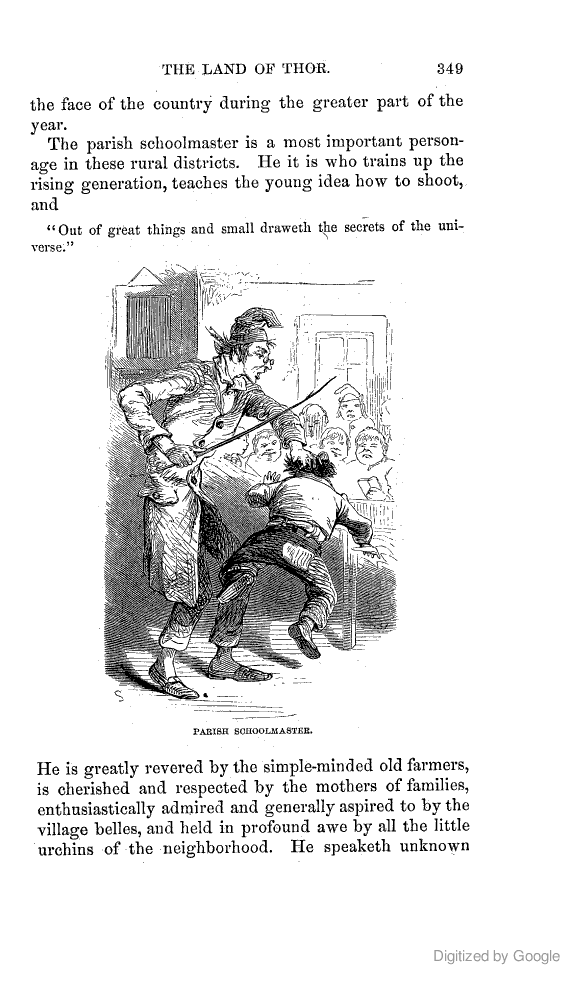 THE LAND OF THOR. 349
the face of the country during the greater part of the
year.
The parish schoolmaster is a most important person-
age in these rural districts. He it is who trains up the
rising generation, teaches the young idea how to shoot,
and
"Out of great things and small draweth the secrets of the uni-
verse."
S
PARISH SCHOOLMASTER.
He is greatly revered by the simple-minded old farmers,
is cherished and respected by the mothers of families,
enthusiastically admired and generally aspired to by the
village belles, and held in profound awe by all the little
urchins of the neighborhood. He speaketh unknown
Digitized by Google